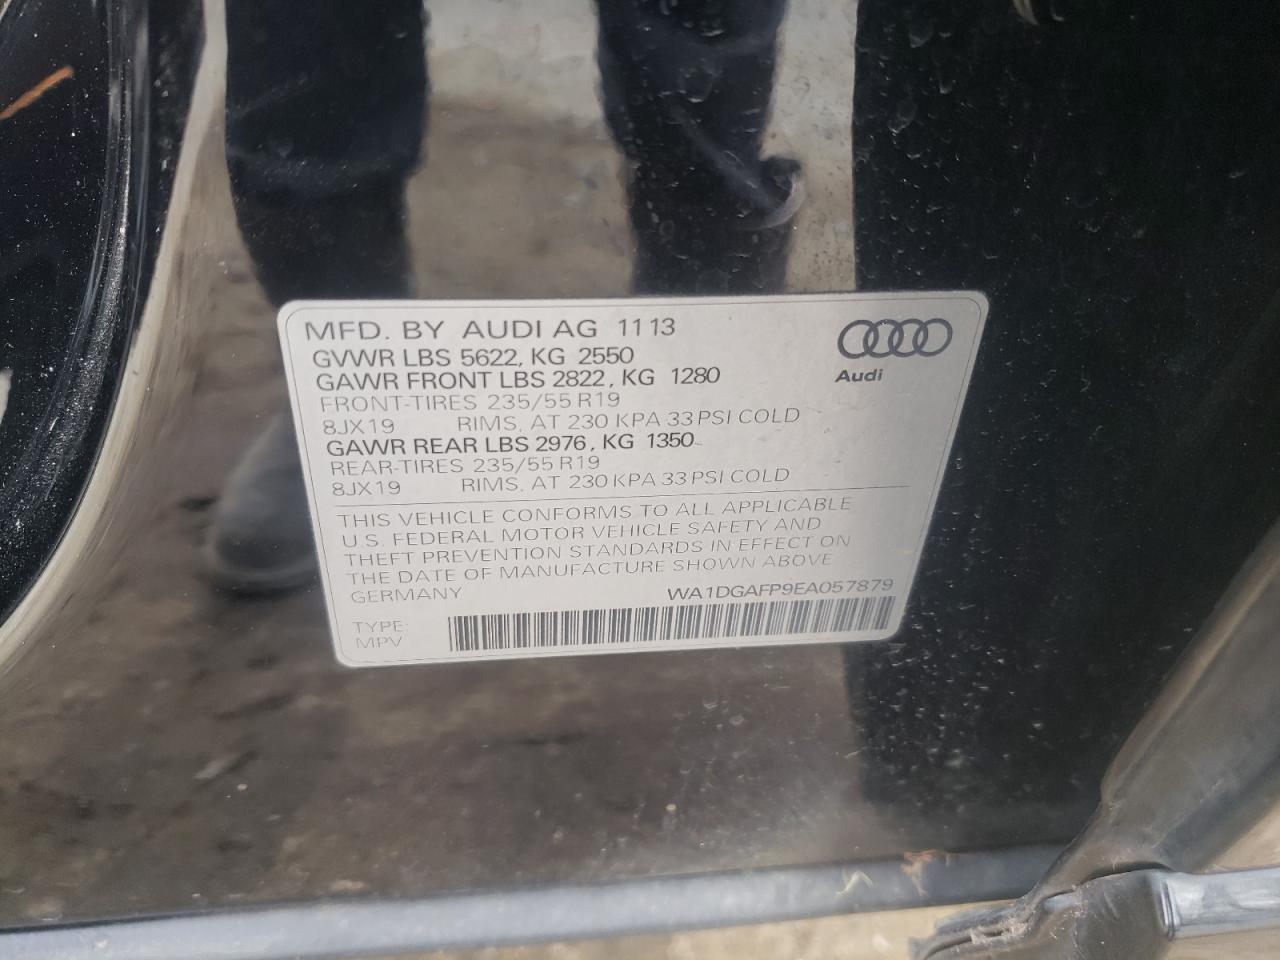 MFD. BY AUDI AG 11 13
GVWR LBS 5622, KG 2550
GAWR FRONT LBS 2822, KG 1280
FRONT-TIRES 235/55 R19
8JX19 RIMS, AT 230 KPA 33 PSI COLD
GAWR REAR LBS 2976, KG 1350
REAR-TIRES 235/55 R19
8JX19 RIMS, AT 230 KPA 33 PSI COLD
Audi
THIS VEHICLE CONFORMS TO ALL APPLICABLE
U.S. FEDERAL MOTOR VEHICLE SAFETY AND
THEFT PREVENTION STANDARDS IN EFFECT ON
THE DATE OF MANUFACTURE SHOWN ABOVE
GERMANY WA1DGAFP9EA057879
TYPE:
MPV